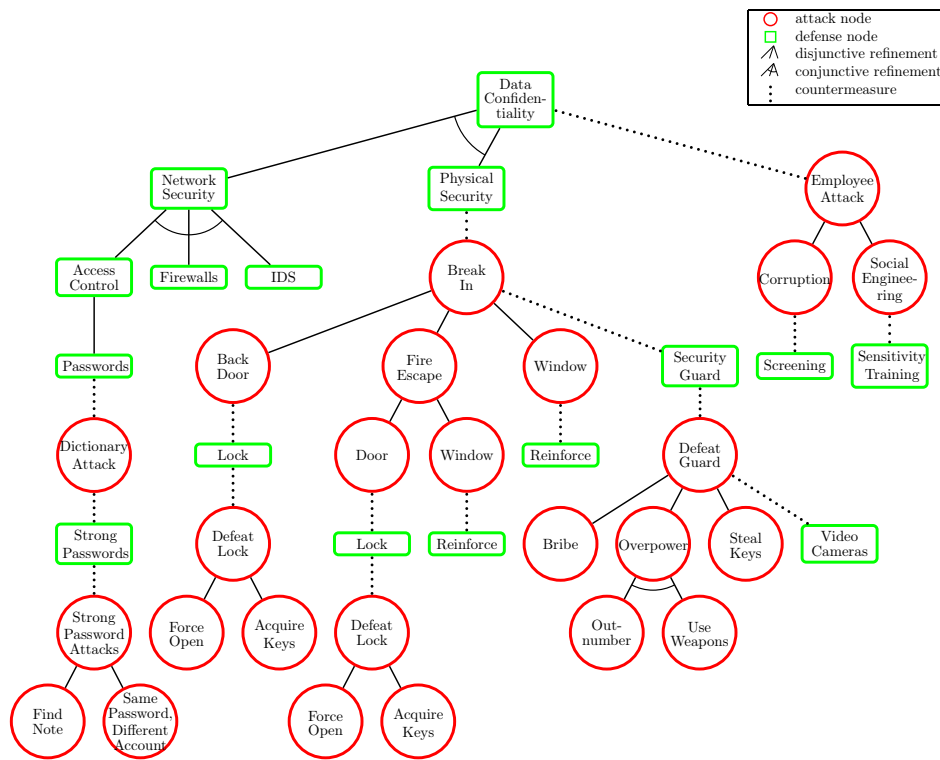 attack node
defense node
disjunctive refinement
conjunctive refinement
countermeasure
Data
Confiden-
tiality
Network
Security
Physical
Security
Employee
Attack
Access
Control
Firewalls
IDS
Break
In
Corruption
Social
Enginee-
ring
Passwords
Back
Door
Fire
Escape
Window
Security
Guard
Screening
Sensitivity
Training
Dictionary
Attack
Lock
Door
Window
Reinforce
Defeat
Guard
Strong
Passwords
Defeat
Lock
Lock
Reinforce
Bribe
Overpower
Steal
Keys
Video
Cameras
Strong
Password
Attacks
Force
Open
Acquire
Keys
Defeat
Lock
Out-
number
Use
Weapons
Find
Note
Same
Password,
Different
Account
Force
Open
Acquire
Keys